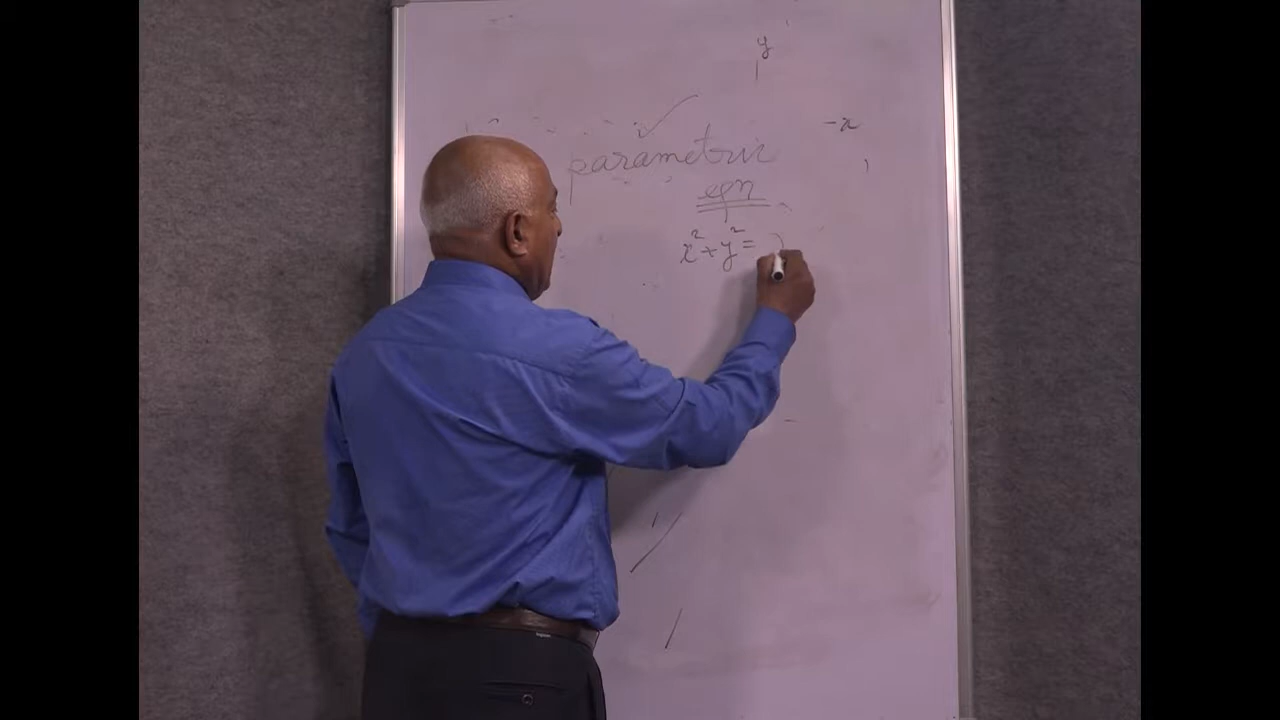 y
-x
parametric
eqn
x² + y² =